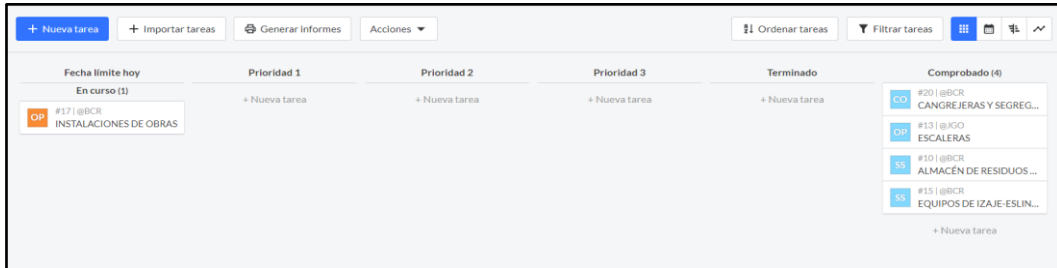 + Nueva tarea
+ Importar tareas
Generar informes
Acciones
Ordenar tareas
Filtrar tareas
Fecha límite hoy
En curso (1)
OP
#17 | @BCR
INSTALACIONES DE OBRAS
Prioridad 1
+ Nueva tarea
Prioridad 2
+ Nueva tarea
Prioridad 3
+ Nueva tarea
Terminado
+ Nueva tarea
Comprobado (4)
CO
#20 | @BCR
CANGREJERAS Y SEGREG...
OP
#13 | @JGO
ESCALERAS
SS
#10 | @BCR
ALMACÉN DE RESIDUOS ...
SS
#15 | @BCR
EQUIPOS DE IZAJE-ESLIN...
+ Nueva tarea